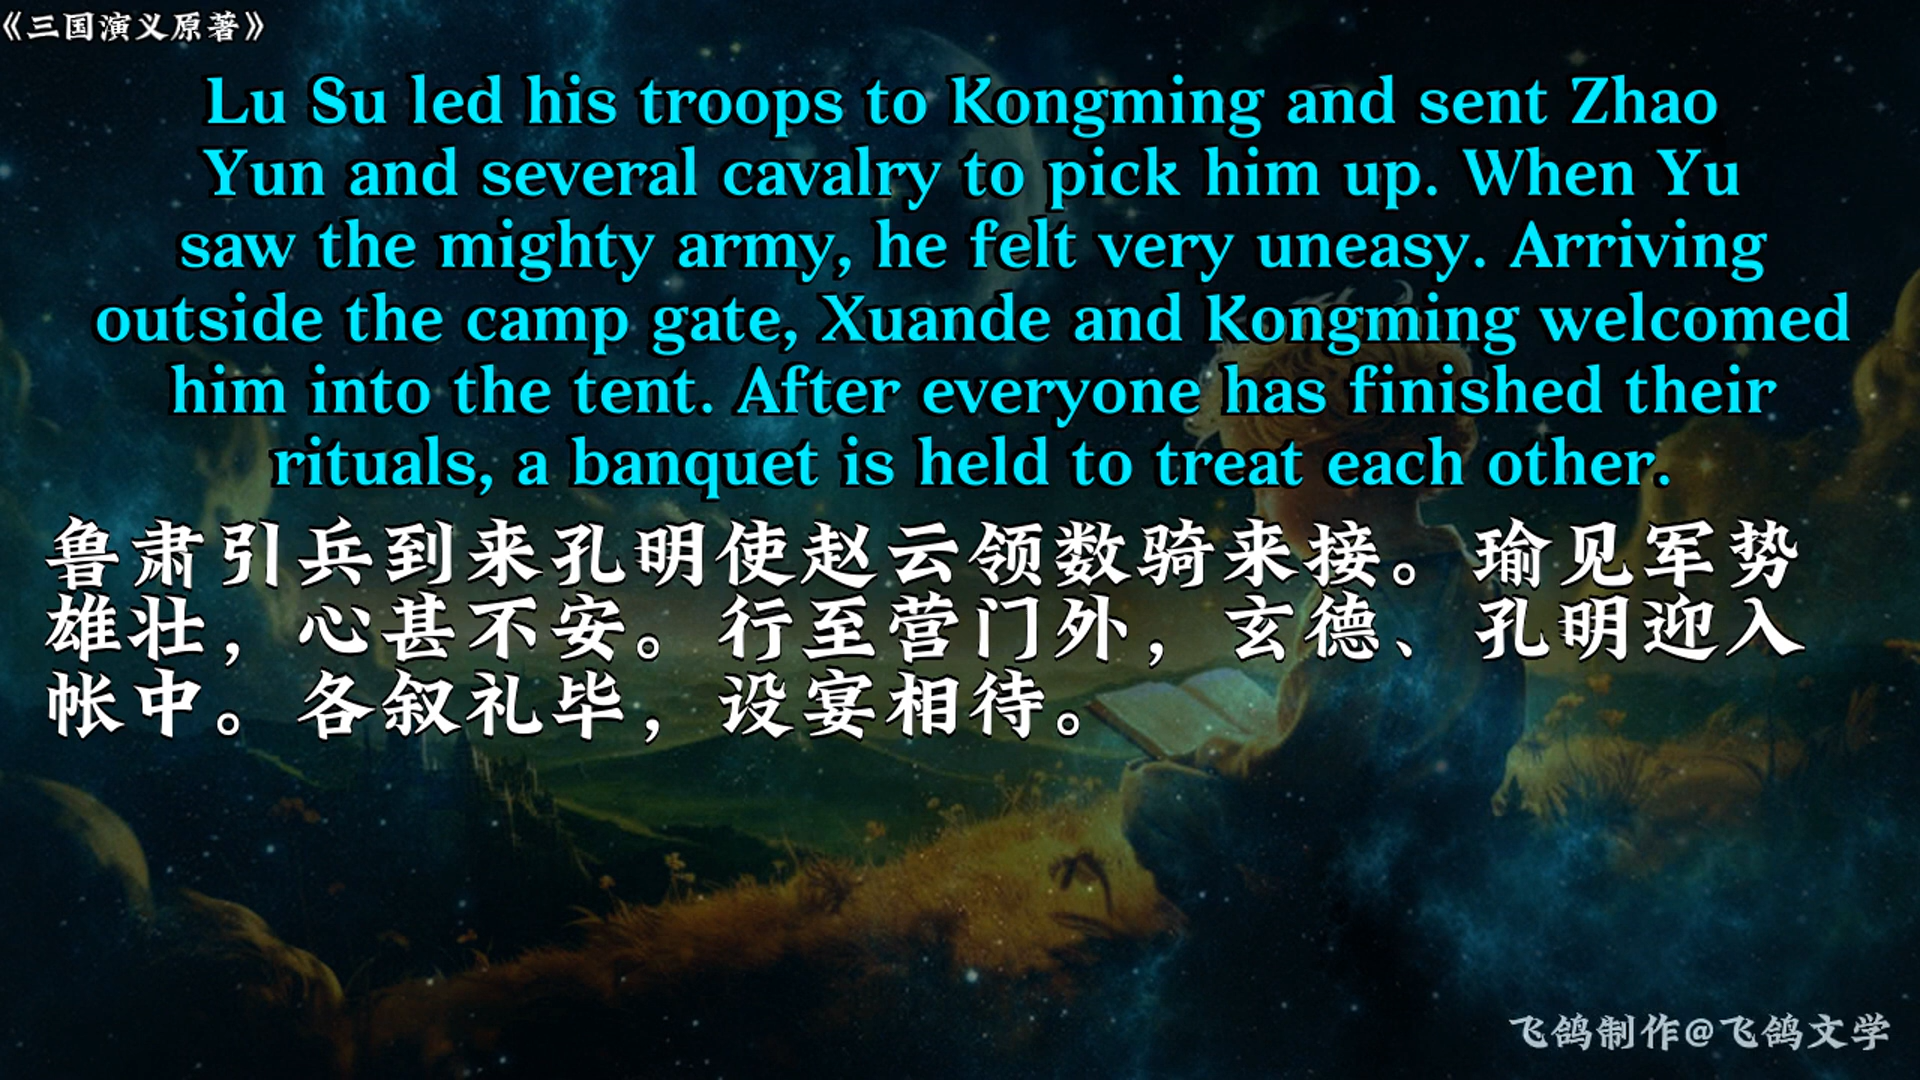 《三国演义原著》
Lu Su led his troops to Kongming and sent Zhao
Yun and several cavalry to pick him up. When Yu
saw the mighty army, he felt very uneasy. Arriving
outside the camp gate, Xuande and Kongming welcomed
him into the tent. After everyone has finished their
rituals, a banquet is held to treat each other.
鲁肃引兵到来孔明使赵云领数骑来接。瑜见军势
雄壮，心甚不安。行至营门外，玄德、孔明迎入
帐中。各叙礼毕，设宴相待。
飞鸽制作@飞鸽文学